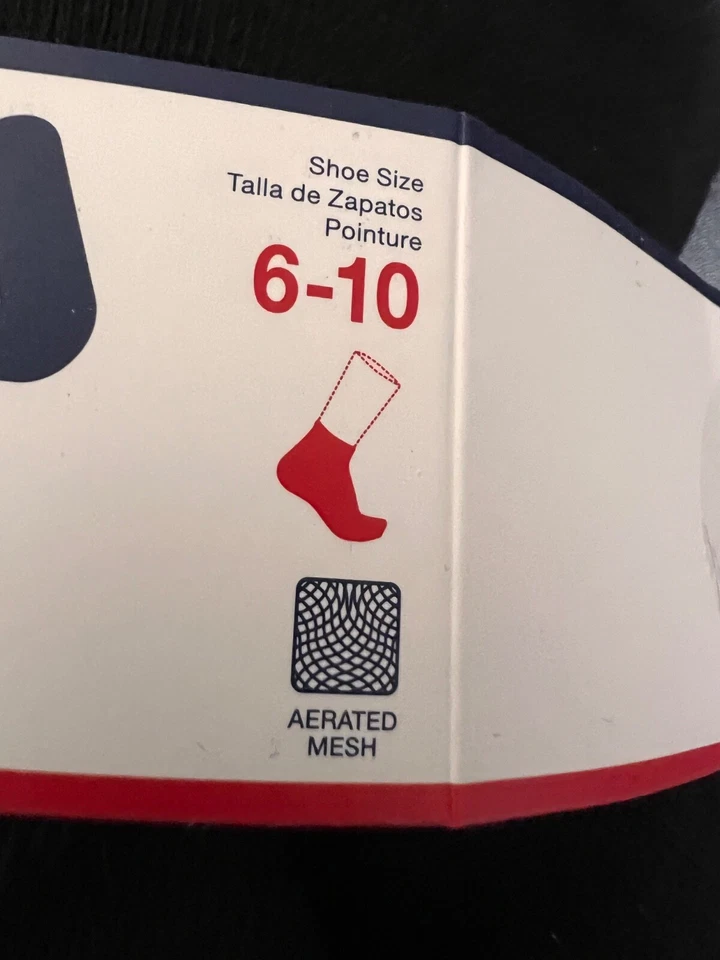 Shoe Size
Talla de Zapatos
Pointure
6-10
AERATED
MESH